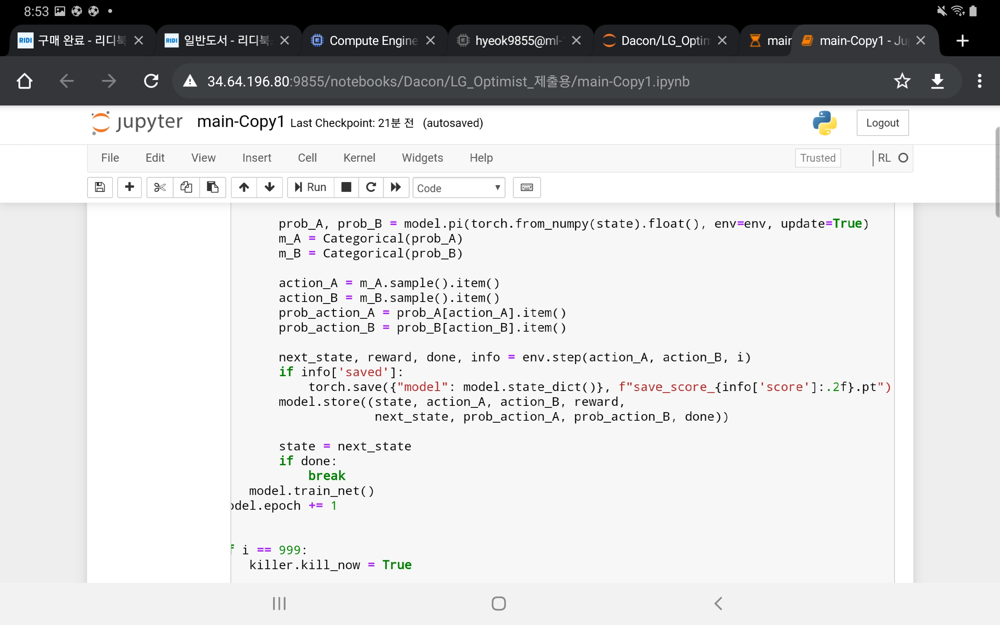 8:53
RIDI 구매 완료 - 리디북
RIDI 일반도서 - 리디북
Compute Engine
hyeok9855@ml-
Dacon/LG_Optim
main
main-Copy1 - Ju
34.64.196.80:9855/notebooks/Dacon/LG_Optimist_제출용/main-Copy1.ipynb
jupyter main-Copy1 Last Checkpoint: 21분 전 (autosaved)
Logout
File Edit View Insert Cell Kernel Widgets Help
Trusted
RL
Run
Code
prob_A, prob_B = model.pi(torch.from_numpy(state).float(), env=env, update=True)
m_A = Categorical(prob_A)
m_B = Categorical(prob_B)
action_A = m_A.sample().item()
action_B = m_B.sample().item()
prob_action_A = prob_A[action_A].item()
prob_action_B = prob_B[action_B].item()
next_state, reward, done, info = env.step(action_A, action_B, i)
if info['saved']:
torch.save({"model": model.state_dict()}, f"save_score_{info['score']:.2f}.pt")
model.store((state, action_A, action_B, reward,
next_state, prob_action_A, prob_action_B, done))
state = next_state
if done:
break
model.train_net()
odel.epoch += 1
f i == 999:
killer.kill_now = True